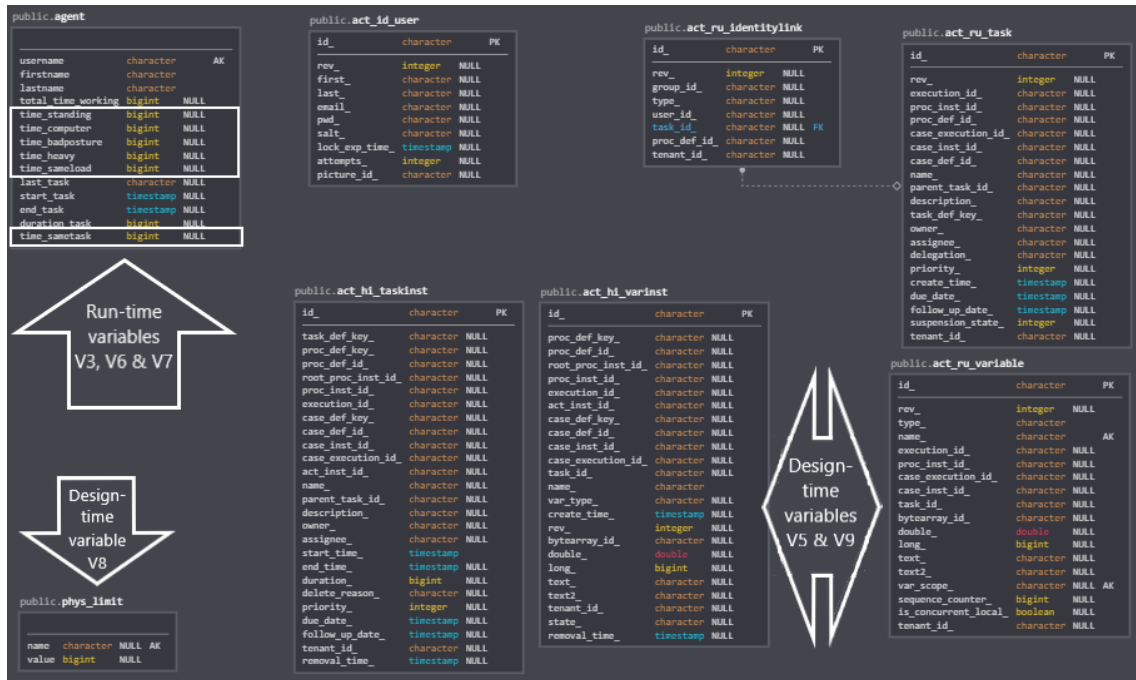 public.agent
username character AK
firstname character
lastname character
total_time_working bigint NULL
time_standing bigint NULL
time_computer bigint NULL
time_badposture bigint NULL
time_heavy bigint NULL
time_sameload bigint NULL
last_task character NULL
start_task timestamp NULL
end_task timestamp NULL
duration_task bigint NULL
time_sametask bigint NULL
Run-time
variables
V3, V6 & V7
Design-
time
variable
V8
public.phys_limit
name character NULL AK
value bigint NULL
public.act_id_user
id_ character PK
rev_ integer NULL
first_ character NULL
last_ character NULL
email_ character NULL
pwd_ character NULL
salt_ character NULL
lock_exp_time_ timestamp NULL
attempts_ integer NULL
picture_id_ character NULL
public.act_ru_identitylink
id_ character PK
rev_ integer NULL
group_id_ character NULL
type_ character NULL
user_id_ character NULL
task_id_ character NULL FK
proc_def_id_ character NULL
tenant_id_ character NULL
public.act_ru_task
id_ character PK
rev_ integer NULL
execution_id_ character NULL
proc_inst_id_ character NULL
proc_def_id_ character NULL
case_execution_id_ character NULL
case_inst_id_ character NULL
case_def_id_ character NULL
name_ character NULL
parent_task_id_ character NULL
description_ character NULL
task_def_key_ character NULL
owner_ character NULL
assignee_ character NULL
delegation_ character NULL
priority_ integer NULL
create_time_ timestamp NULL
due_date_ timestamp NULL
follow_up_date_ timestamp NULL
suspension_state_ integer NULL
tenant_id_ character NULL
public.act_hi_taskinst
id_ character PK
task_def_key_ character NULL
proc_def_key_ character NULL
proc_def_id_ character NULL
root_proc_inst_id_ character NULL
proc_inst_id_ character NULL
execution_id_ character NULL
case_def_key_ character NULL
case_def_id_ character NULL
case_inst_id_ character NULL
case_execution_id_ character NULL
act_inst_id_ character NULL
name_ character NULL
parent_task_id_ character NULL
description_ character NULL
owner_ character NULL
assignee_ character NULL
start_time_ timestamp
end_time_ timestamp NULL
duration_ bigint NULL
delete_reason_ character NULL
priority_ integer NULL
due_date_ timestamp NULL
follow_up_date_ timestamp NULL
tenant_id_ character NULL
removal_time_ timestamp NULL
public.act_hi_varinst
id_ character PK
proc_def_key_ character NULL
proc_def_id_ character NULL
root_proc_inst_id_ character NULL
proc_inst_id_ character NULL
execution_id_ character NULL
act_inst_id_ character NULL
case_def_key_ character NULL
case_def_id_ character NULL
case_inst_id_ character NULL
case_execution_id_ character NULL
task_id_ character NULL
name_ character
var_type_ character NULL
create_time_ timestamp NULL
rev_ integer NULL
bytearray_id_ character NULL
double_ double NULL
long_ bigint NULL
text_ character NULL
text2_ character NULL
tenant_id_ character NULL
state_ character NULL
removal_time_ timestamp NULL
Design-
time
variables
V5 & V9
public.act_ru_variable
id_ character PK
rev_ integer NULL
type_ character
name_ character AK
execution_id_ character NULL
proc_inst_id_ character NULL
case_execution_id_ character NULL
case_inst_id_ character NULL
task_id_ character NULL
bytearray_id_ character NULL
double_ double NULL
long_ bigint NULL
text_ character NULL
text2_ character NULL
var_scope_ character NULL AK
sequence_counter_ bigint NULL
is_concurrent_local_ boolean NULL
tenant_id_ character NULL